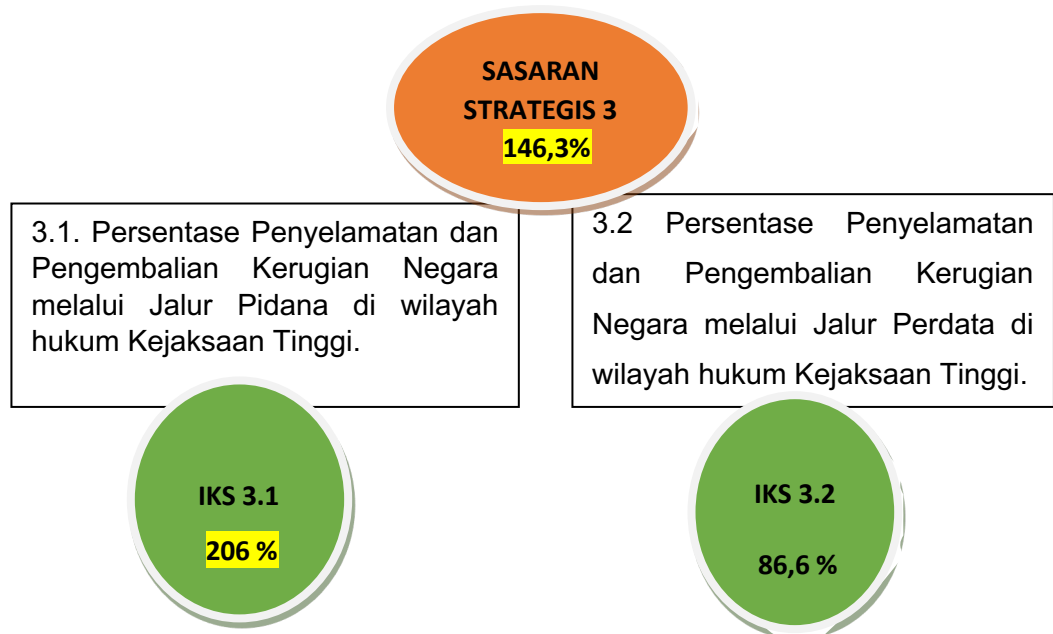 SASARAN
STRATEGIS 3
146,3%
3.1. Persentase Penyelamatan dan
Pengembalian Kerugian Negara
melalui Jalur Pidana di wilayah
hukum Kejaksaan Tinggi.
3.2 Persentase Penyelamatan
dan Pengembalian Kerugian
Negara melalui Jalur Perdata di
wilayah hukum Kejaksaan Tinggi.
IKS 3.1
206 %
IKS 3.2
86,6 %